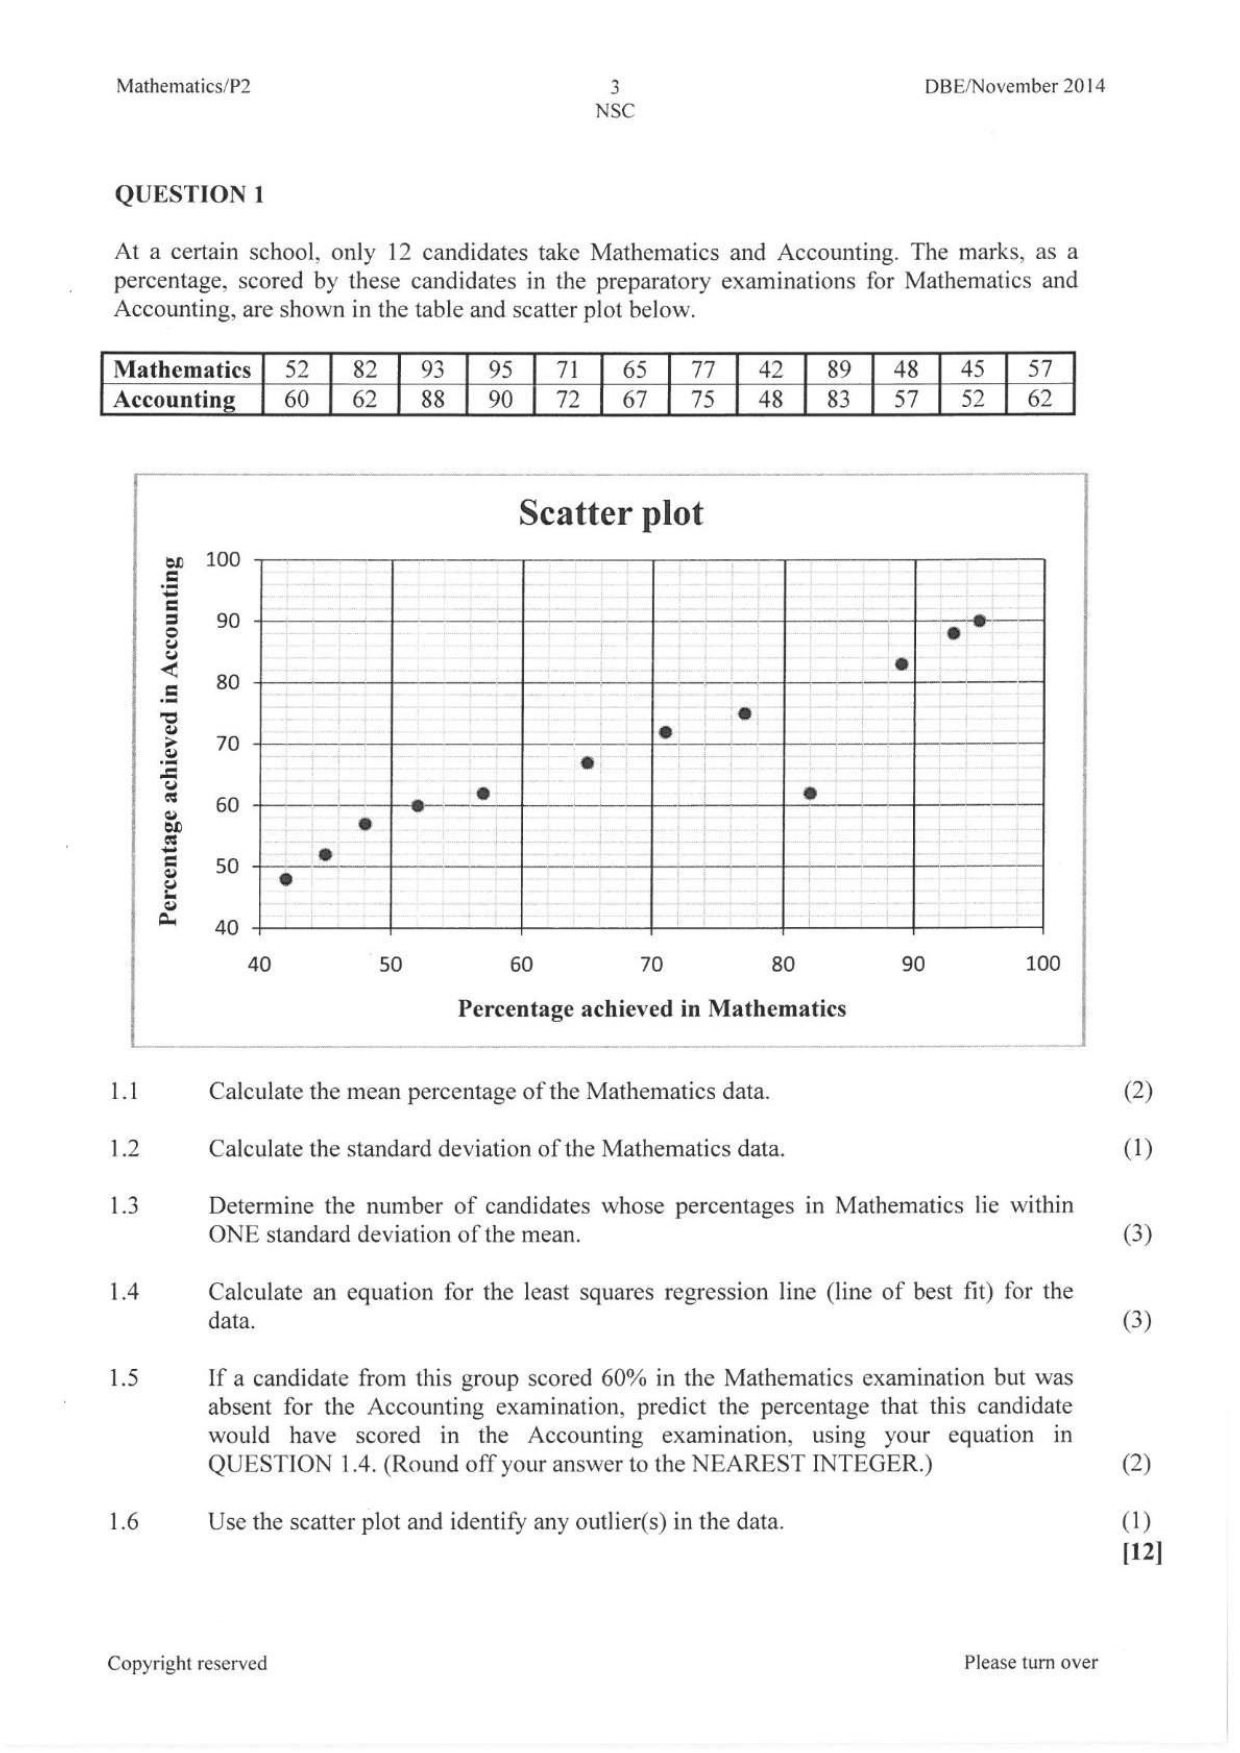 Mathematics/P2 3 DBE/November 2014
NSC
QUESTION 1
At a certain school, only 12 candidates take Mathematics and Accounting. The marks, as a
percentage, scored by these candidates in the preparatory examinations for Mathematics and
Accounting, are shown in the table and scatter plot below.
Mathematics 52 82 93 95 71 65 77 42 89 48 45 57
Accounting 60 62 88 90 72 67 75 48 83 57 52 62
Scatter plot
Percentage achieved in Accounting
100
90
80
70
60
50
40
40 50 60 70 80 90 100
Percentage achieved in Mathematics
1.1 Calculate the mean percentage of the Mathematics data. (2)
1.2 Calculate the standard deviation of the Mathematics data. (1)
1.3 Determine the number of candidates whose percentages in Mathematics lie within
ONE standard deviation of the mean. (3)
1.4 Calculate an equation for the least squares regression line (line of best fit) for the
data. (3)
1.5 If a candidate from this group scored 60% in the Mathematics examination but was
absent for the Accounting examination, predict the percentage that this candidate
would have scored in the Accounting examination, using your equation in
QUESTION 1.4. (Round off your answer to the NEAREST INTEGER.) (2)
1.6 Use the scatter plot and identify any outlier(s) in the data. (1)
[12]
Copyright reserved Please turn over